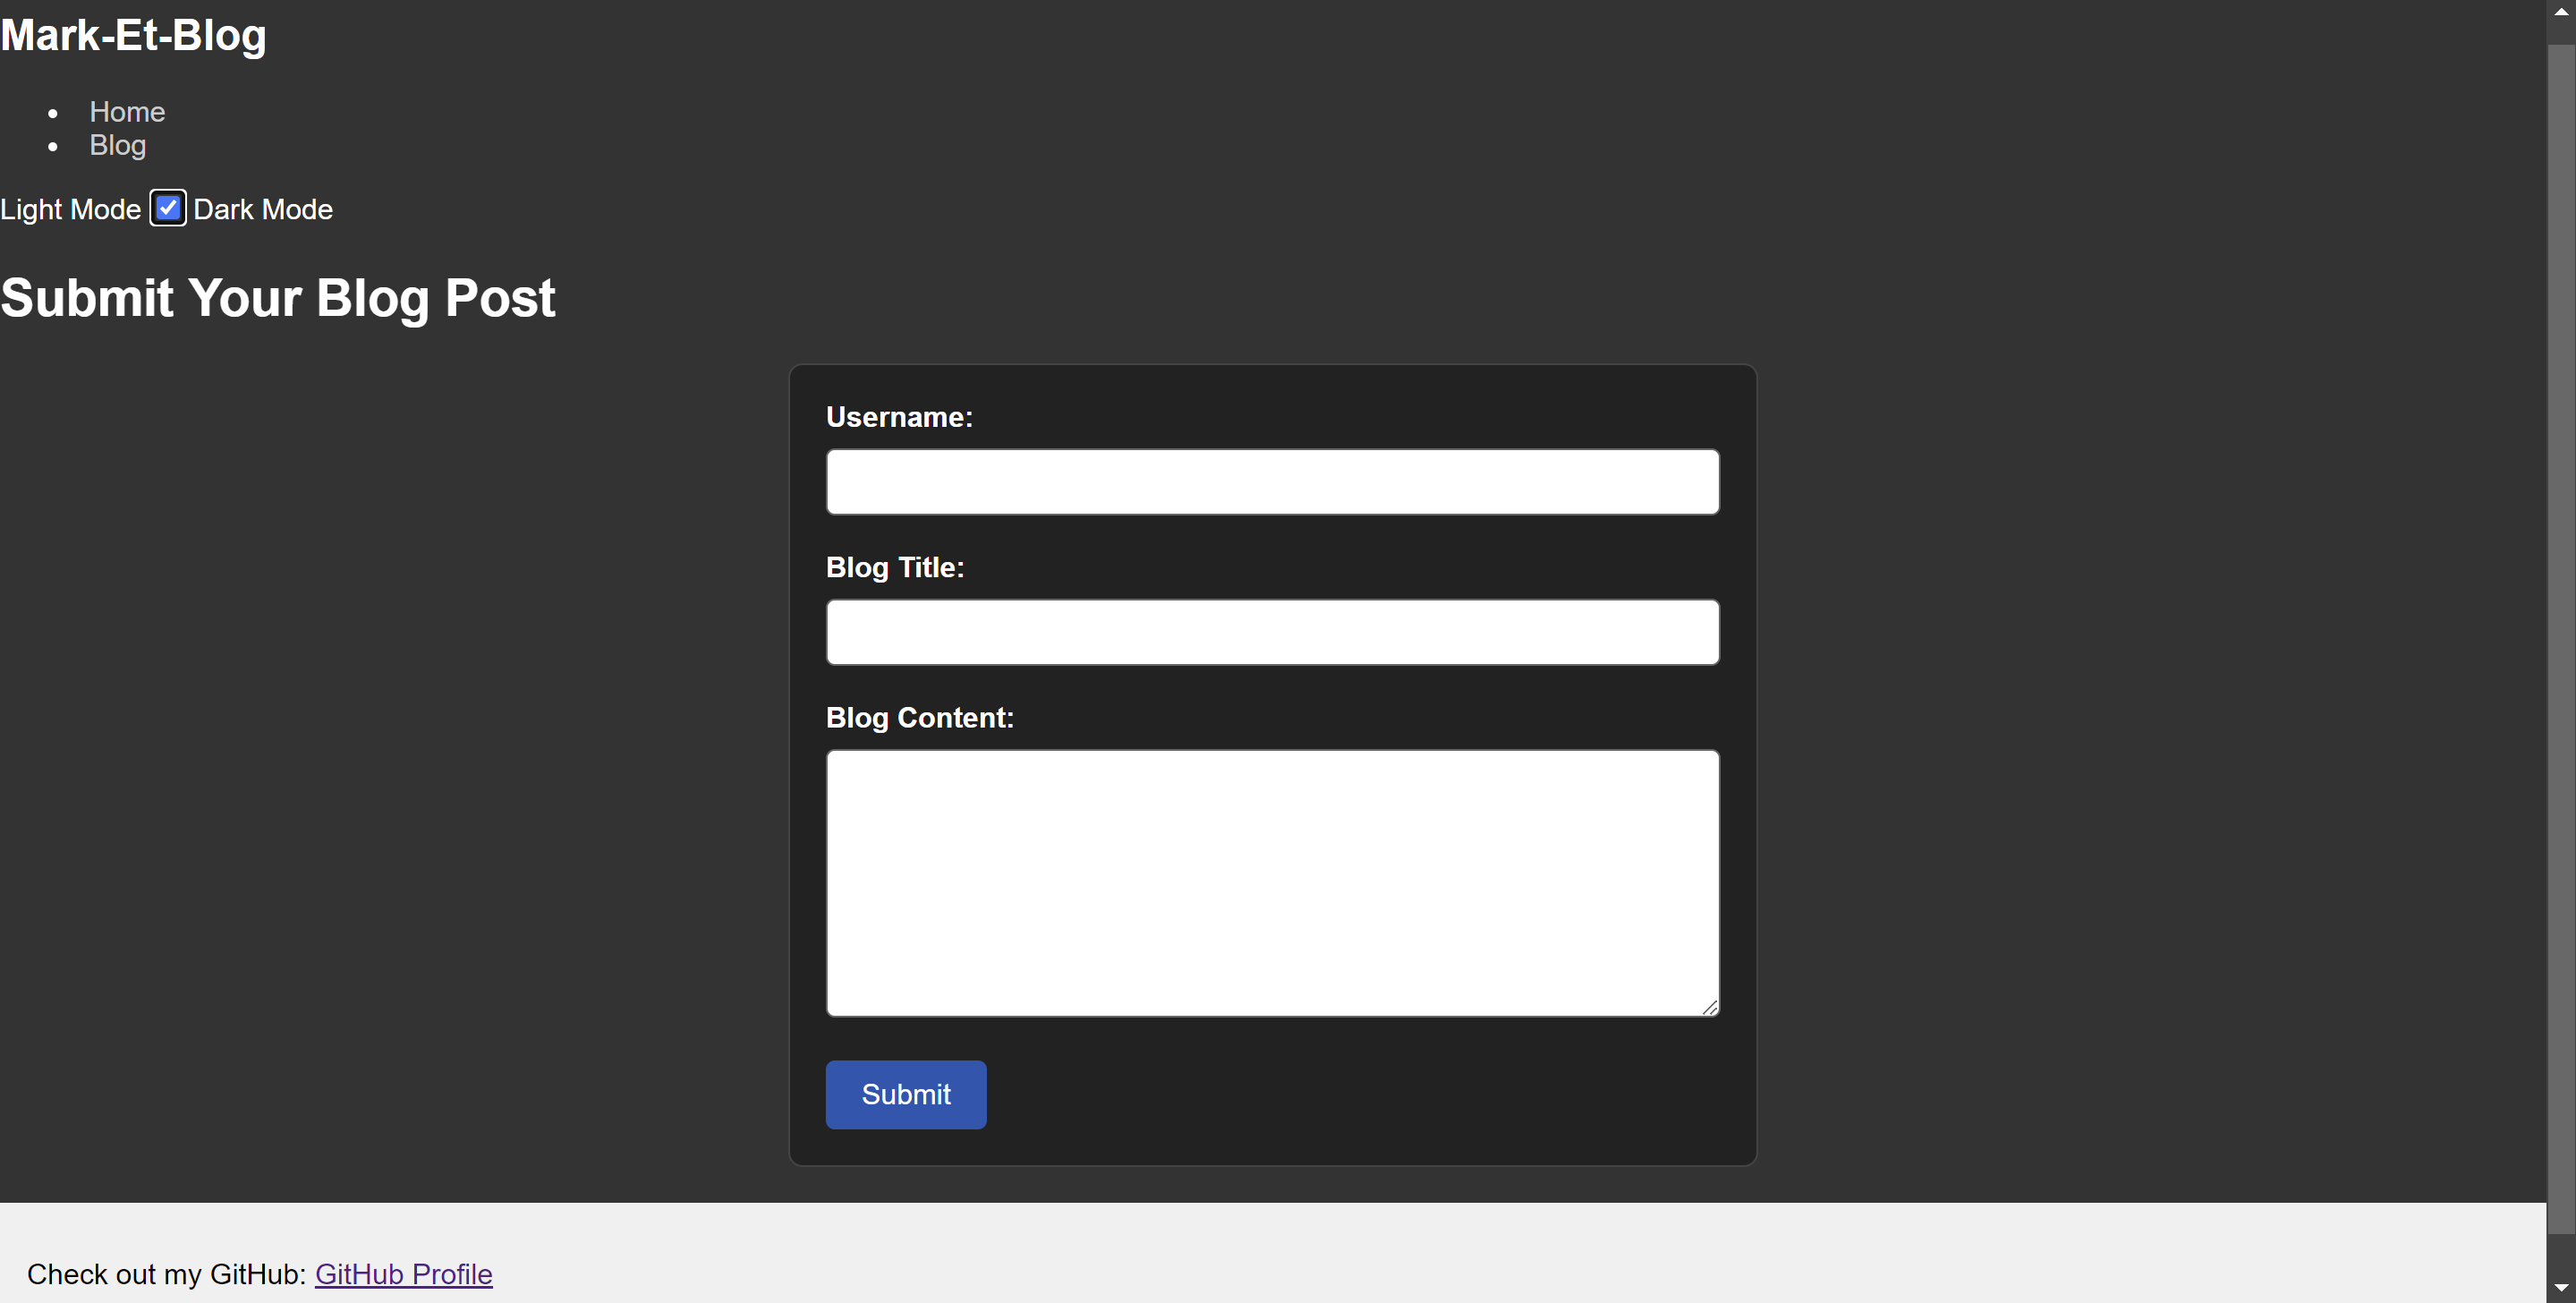 Mark-Et-Blog
Home
Blog
Light Mode Dark Mode
Submit Your Blog Post
Username:
Blog Title:
Blog Content:
Submit
Check out my GitHub: GitHub Profile